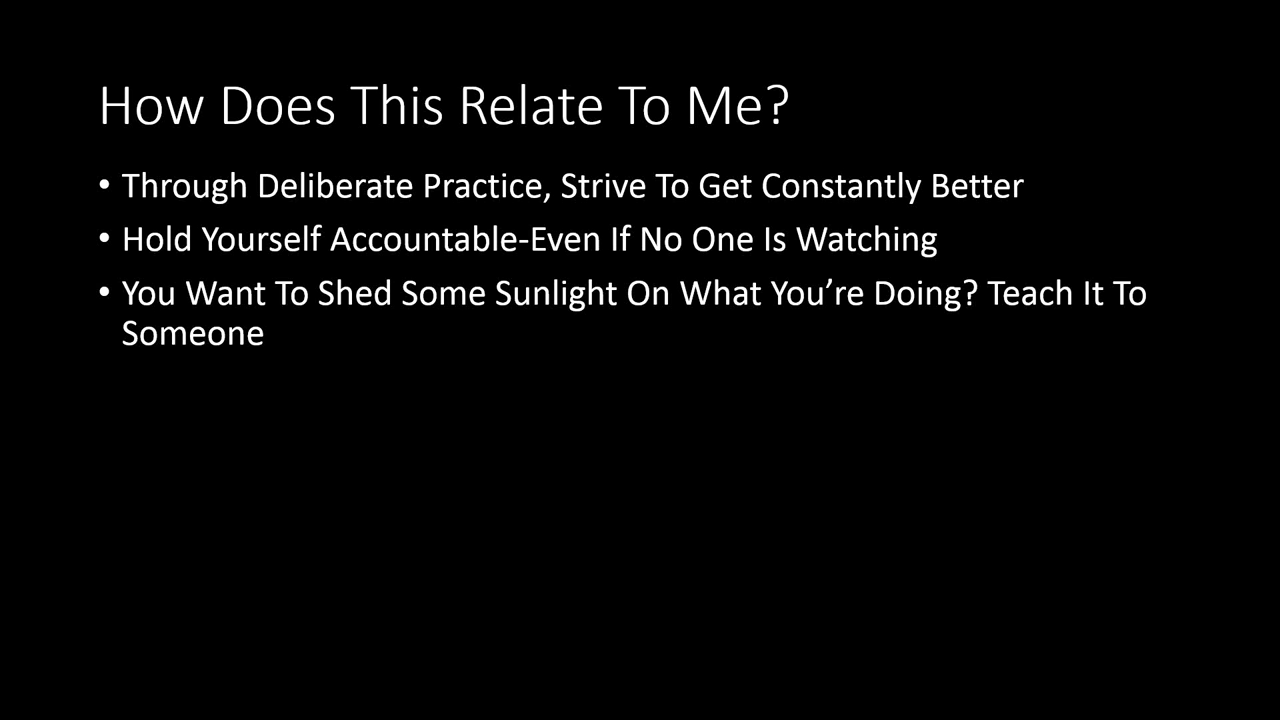 How Does This Relate To Me?
• Through Deliberate Practice, Strive To Get Constantly Better
• Hold Yourself Accountable-Even If No One Is Watching
• You Want To Shed Some Sunlight On What You’re Doing? Teach It To
Someone